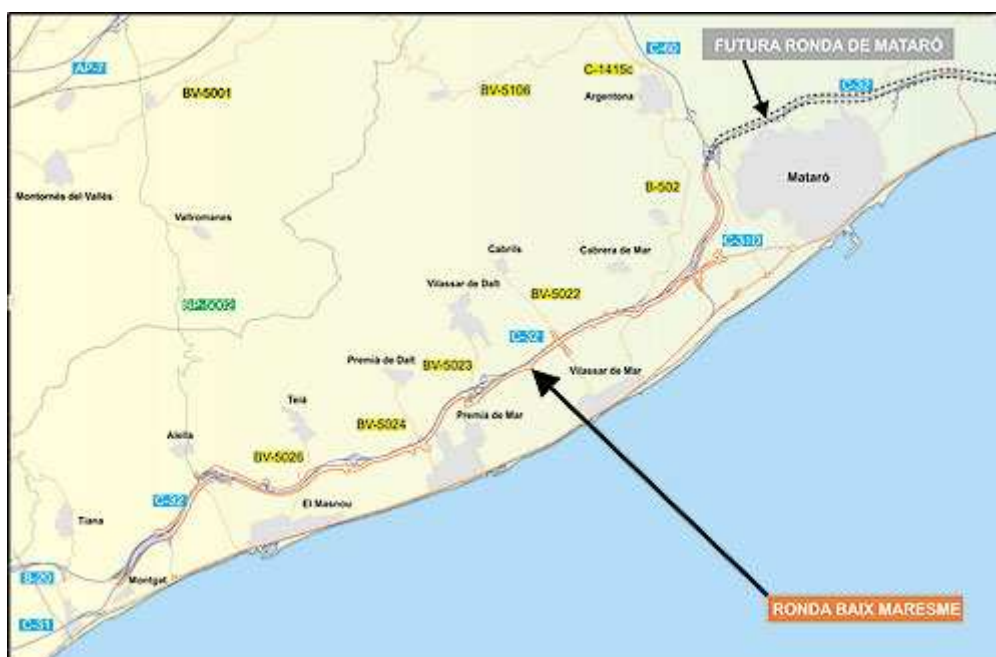 FUTURA RONDA DE MATARÓ
C-60
AP-7
C-1415c
C-32
BV-5001
BV-5106
Argentona
Mataró
Montornés del Vallès
B-502
Vallromanes
C-31D
Cabrils
Cabrera de Mar
Vilassar de Dalt
BV-5022
BP-5002
C-32
Premià de Dalt
BV-5023
Vilassar de Mar
Teià
Premià de Mar
BV-5024
Alella
BV-5026
C-32
El Masnou
Tiana
B-20
Montgat
RONDA BAIX MARESME
C-31